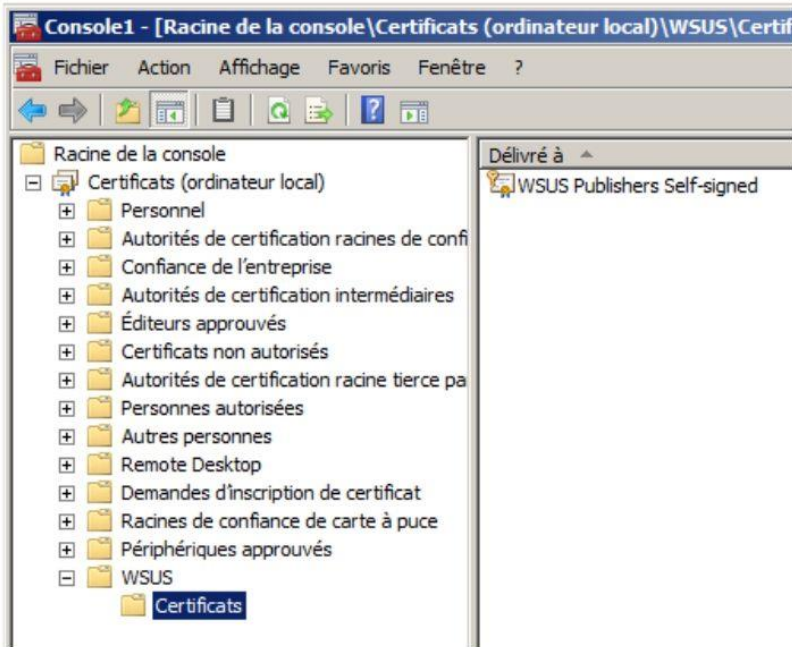 Console1 - [Racine de la console\Certificats (ordinateur local)\WSUS\Certif
Fichier Action Affichage Favoris Fenêtre ?
Racine de la console
Certificats (ordinateur local)
Personnel
Autorités de certification racines de confi
Confiance de l'entreprise
Autorités de certification intermédiaires
Éditeurs approuvés
Certificats non autorisés
Autorités de certification racine tierce pa
Personnes autorisées
Autres personnes
Remote Desktop
Demandes d'inscription de certificat
Racines de confiance de carte à puce
Périphériques approuvés
WSUS
Certificats
Délivré à
WSUS Publishers Self-signed